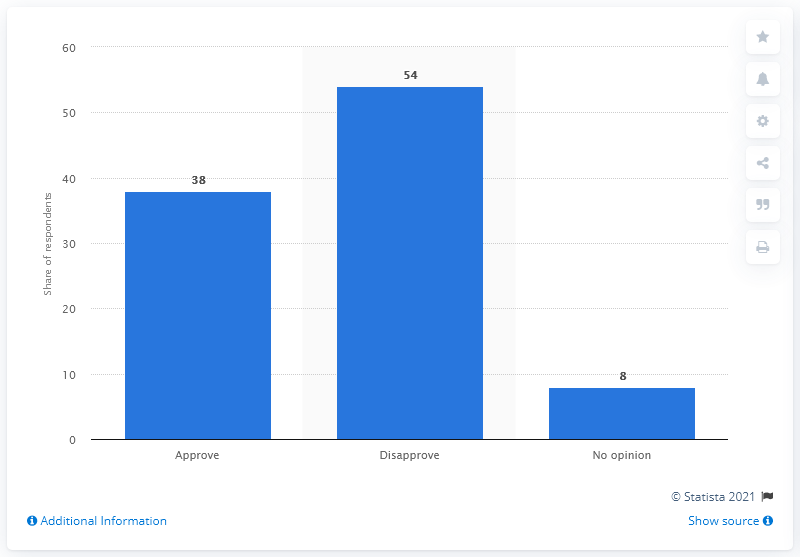 60
54
50
38
40
Share of respondents
30
20
10
8
0
Approve
Disapprove
No opinion
© Statista 2021
Additional Information
Show source